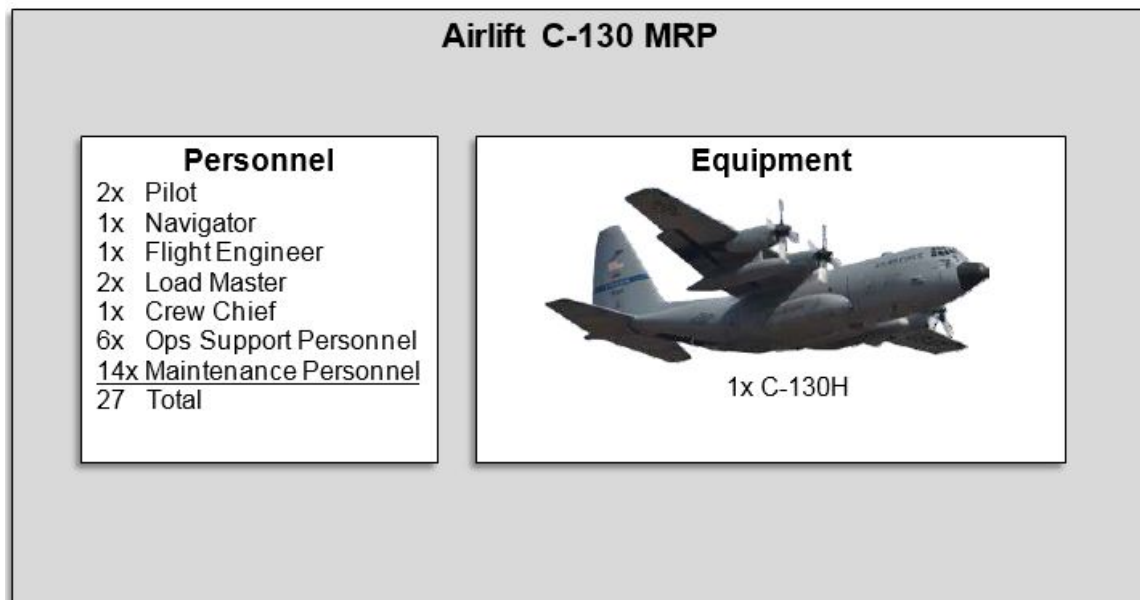 Airlift C-130 MRP
Personnel
2x Pilot
1x Navigator
1x Flight Engineer
2x Load Master
1x Crew Chief
6x Ops Support Personnel
14x Maintenance Personnel
27 Total
Equipment
1x C-130H